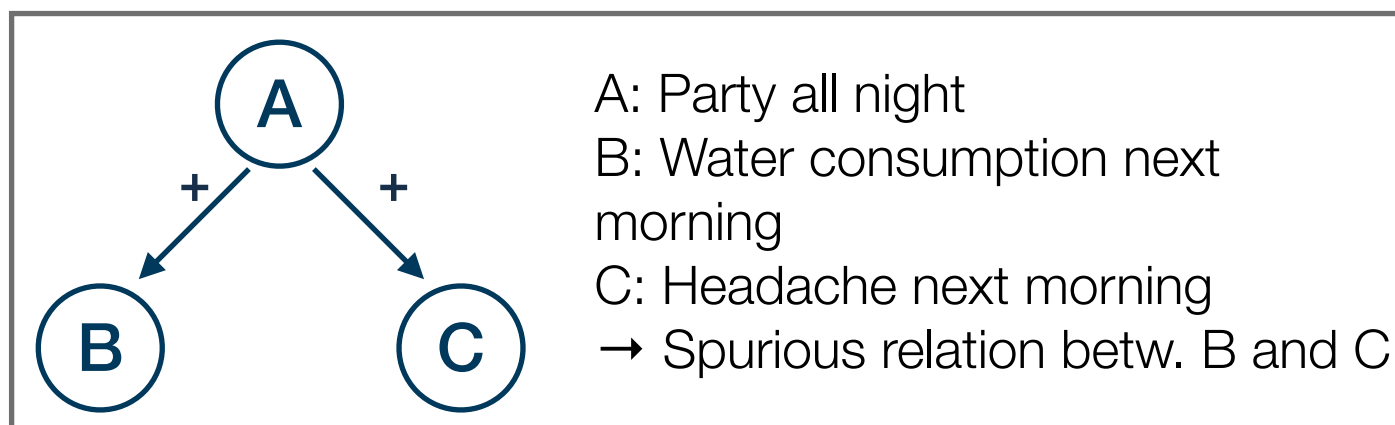 A
+
+
B
C
A: Party all night
B: Water consumption next
morning
C: Headache next morning
→ Spurious relation betw. B and C